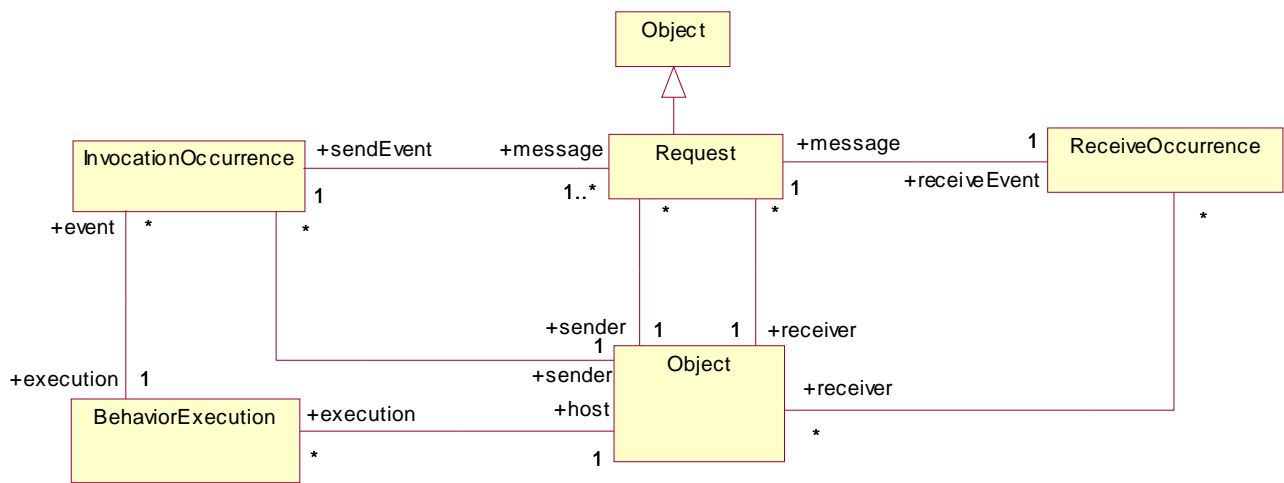 Object
InvocationOccurrence
+sendEvent
+message
Request
+message
1
ReceiveOccurrence
1
1..*
1
+receiveEvent
+event
*
*
*
*
*
+sender
1
1
+receiver
1
+execution
1
+sender
Object
+receiver
BehaviorExecution
+execution
+host
*
1
*